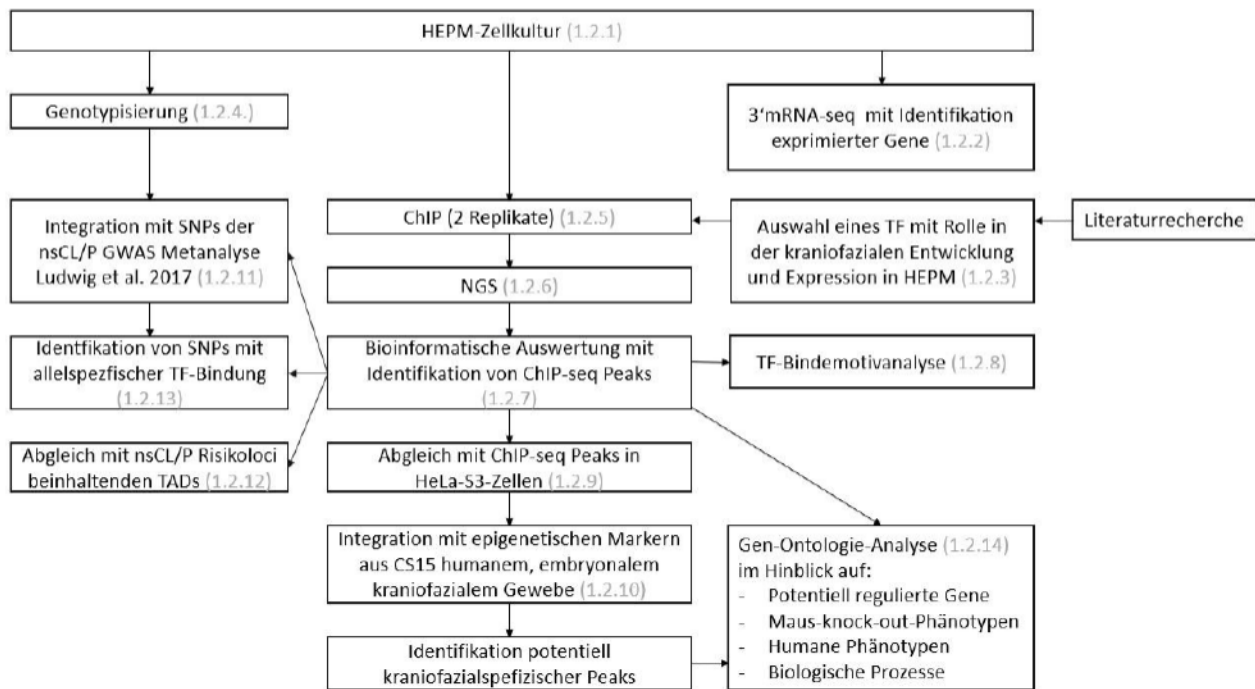 HEPM-Zellkultur (1.2.1)
Genotypisierung (1.2.4.)
3‘mRNA-seq mit Identifikation
exprimierter Gene (1.2.2)
Integration mit SNPs der
nsCL/P GWAS Metanalyse
Ludwig et al. 2017 (1.2.11)
ChIP (2 Replikate) (1.2.5)
Auswahl eines TF mit Rolle in
der kraniofazialen Entwicklung
und Expression in HEPM (1.2.3)
Literaturrecherche
NGS (1.2.6)
Identfikation von SNPs mit
allelspezfischer TF-Bindung
(1.2.13)
Bioinformatische Auswertung mit
Identifikation von ChIP-seq Peaks
(1.2.7)
TF-Bindemotivanalyse (1.2.8)
Abgleich mit nsCL/P Risikoloci
beinhaltenden TADs (1.2.12)
Abgleich mit ChIP-seq Peaks in
HeLa-S3-Zellen (1.2.9)
Integration mit epigenetischen Markern
aus CS15 humanem, embryonalem
kraniofazialem Gewebe (1.2.10)
Gen-Ontologie-Analyse (1.2.14)
im Hinblick auf:
- Potentiell regulierte Gene
- Maus-knock-out-Phänotypen
- Humane Phänotypen
- Biologische Prozesse
Identifikation potentiell
kraniofazialspefizischer Peaks